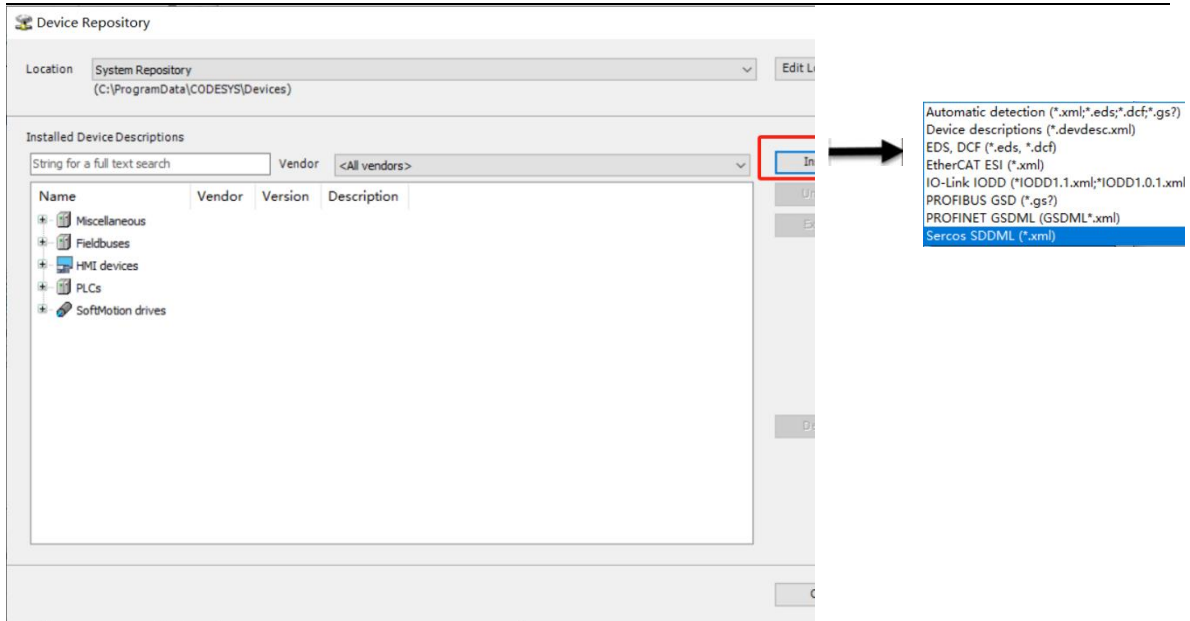 Device Repository
Location System Repository Edit L
(C:\ProgramData\CODESYS\Devices)
Installed Device Descriptions
String for a full text search Vendor <All vendors> In
Name Vendor Version Description Un
Miscellaneous
Fieldbuses
HMI devices
PLCs
SoftMotion drives
Automatic detection (*.xml;*.eds;*.dcf;*.gs?)
Device descriptions (*.devdesc.xml)
EDS, DCF (*.eds, *.dcf)
EtherCAT ESI (*.xml)
IO-Link IODD (*IODD1.1.xml;*IODD1.0.1.xml
PROFIBUS GSD (*.gs?)
PROFINET GSDML (GSDML*.xml)
Sercos SDDML (*.xml)